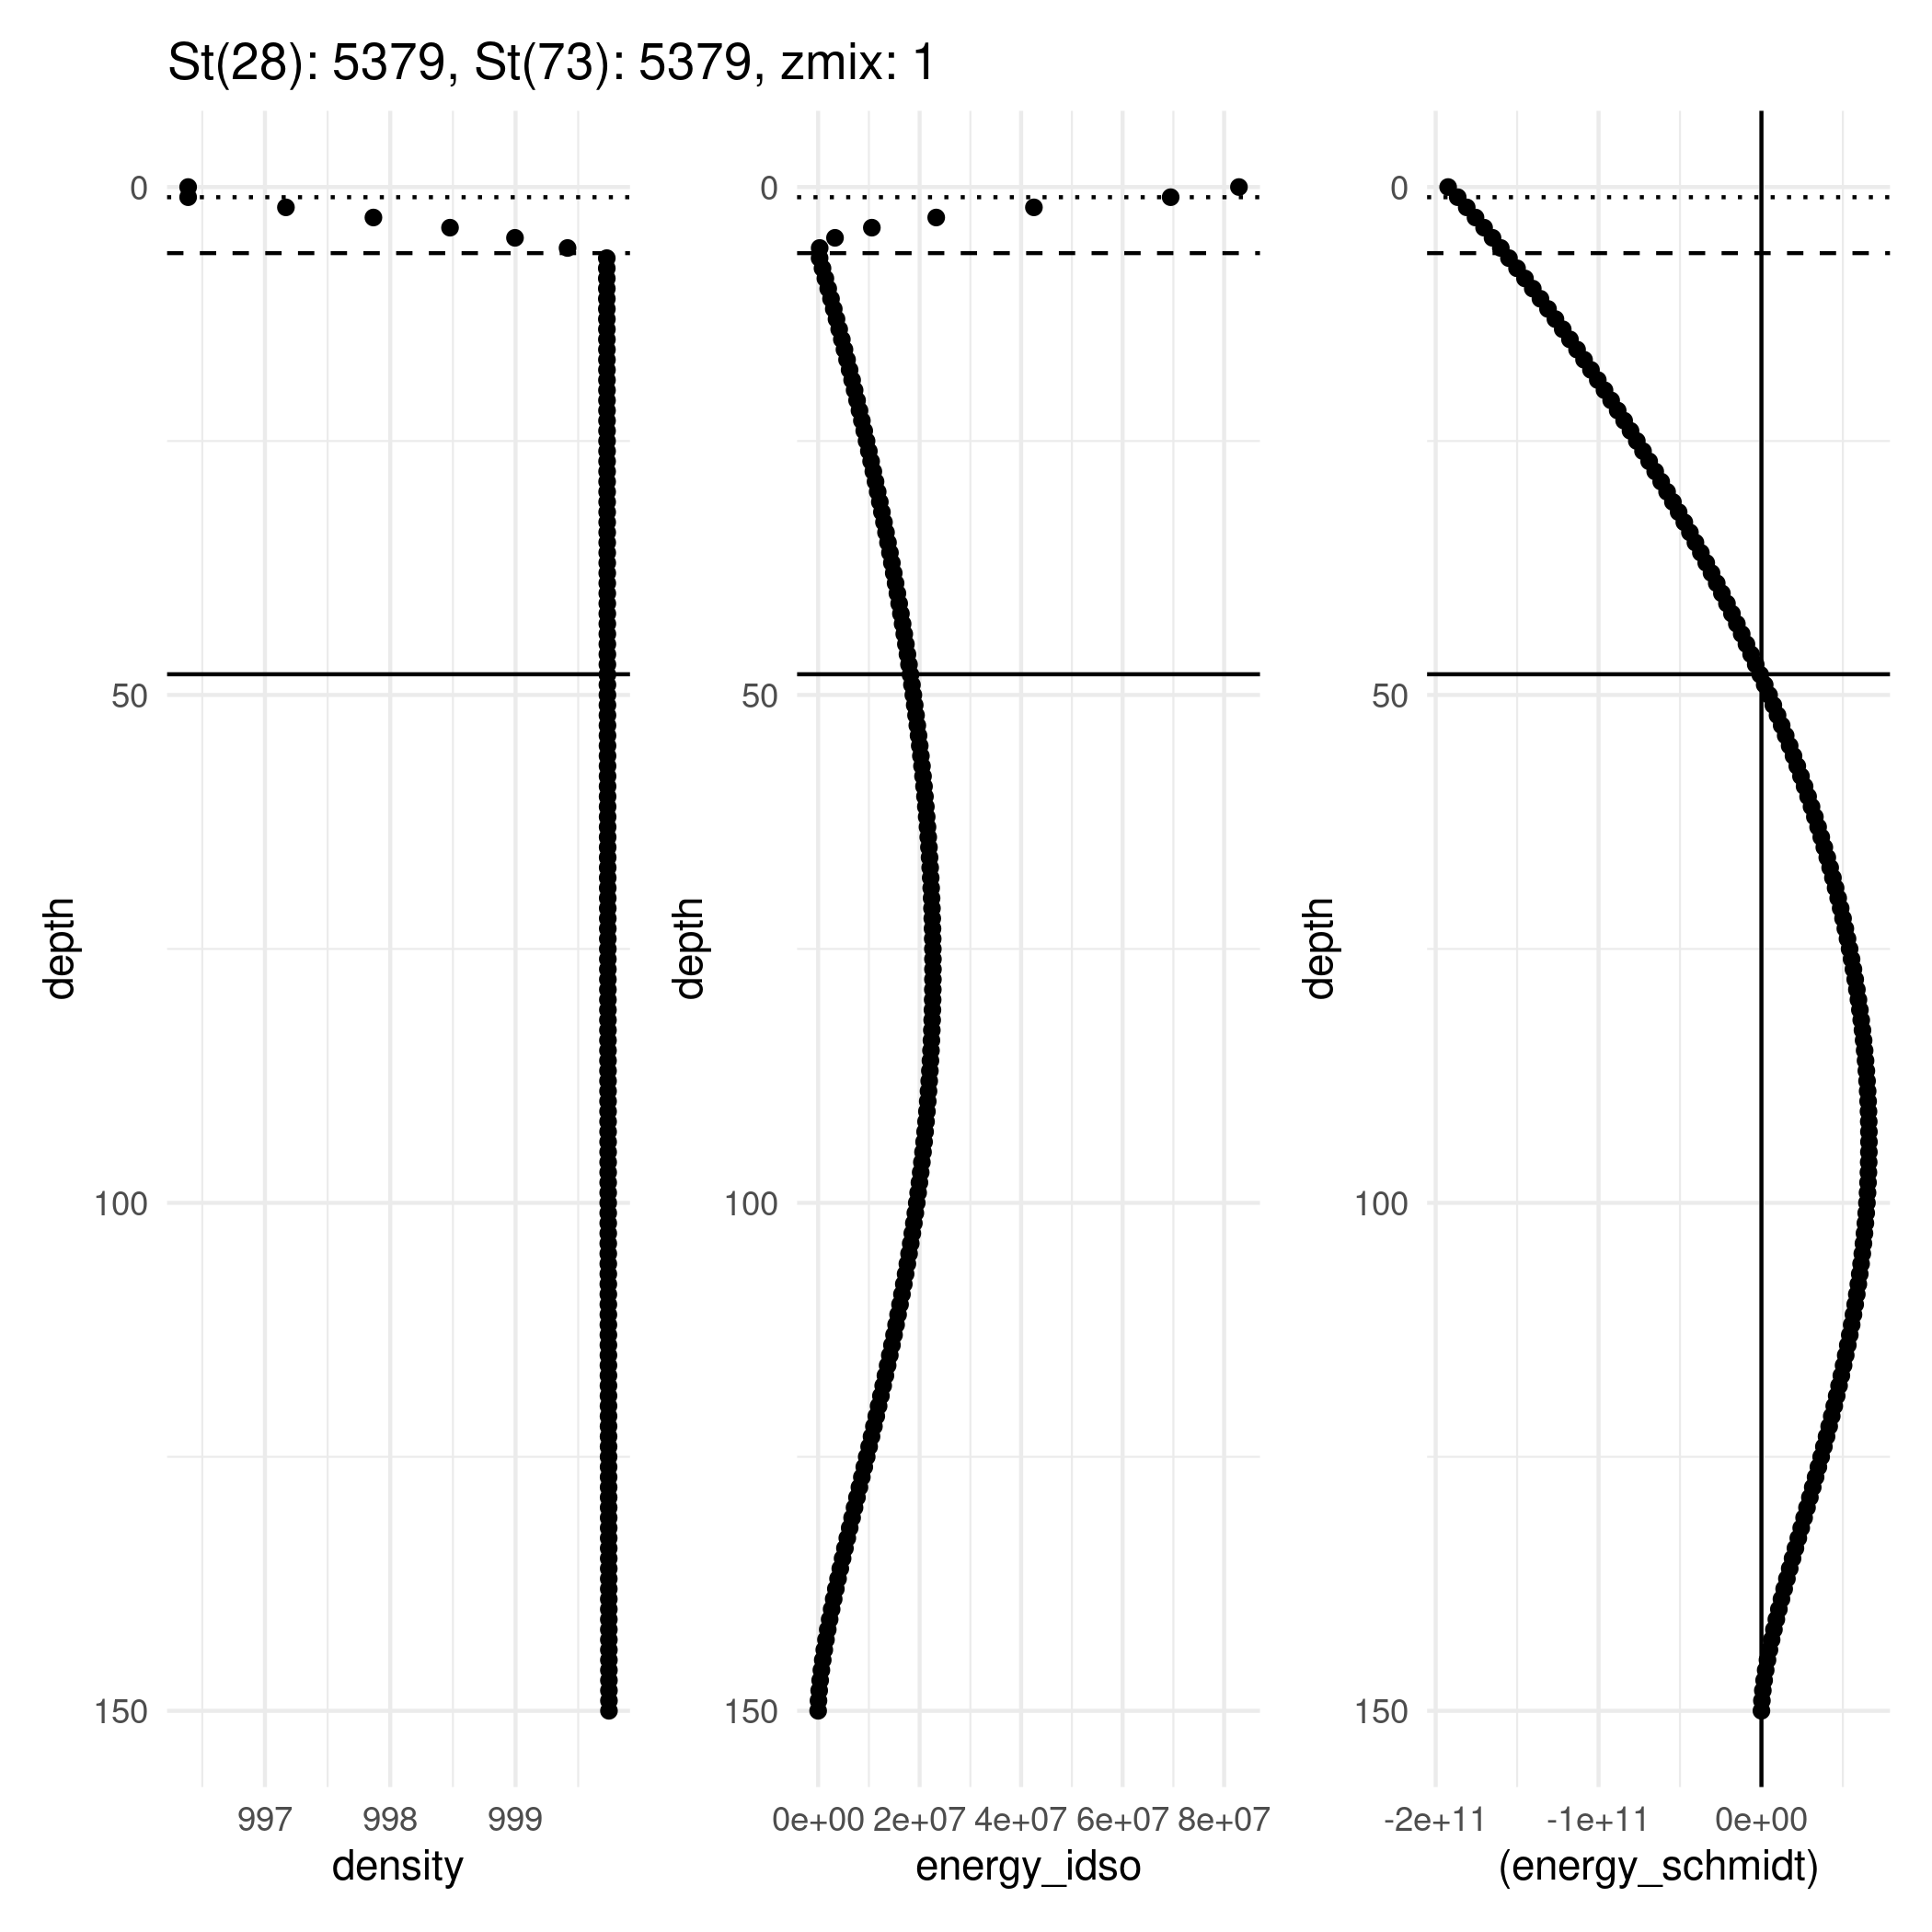 St(28): 5379, St(73): 5379, zmix: 1
0
50
100
150
depth
997
998
999
density
0
50
100
150
depth
0e+00
2e+07
4e+07
6e+07
8e+07
energy_idso
0
50
100
150
depth
-2e+11
-1e+11
0e+00
(energy_schmidt)